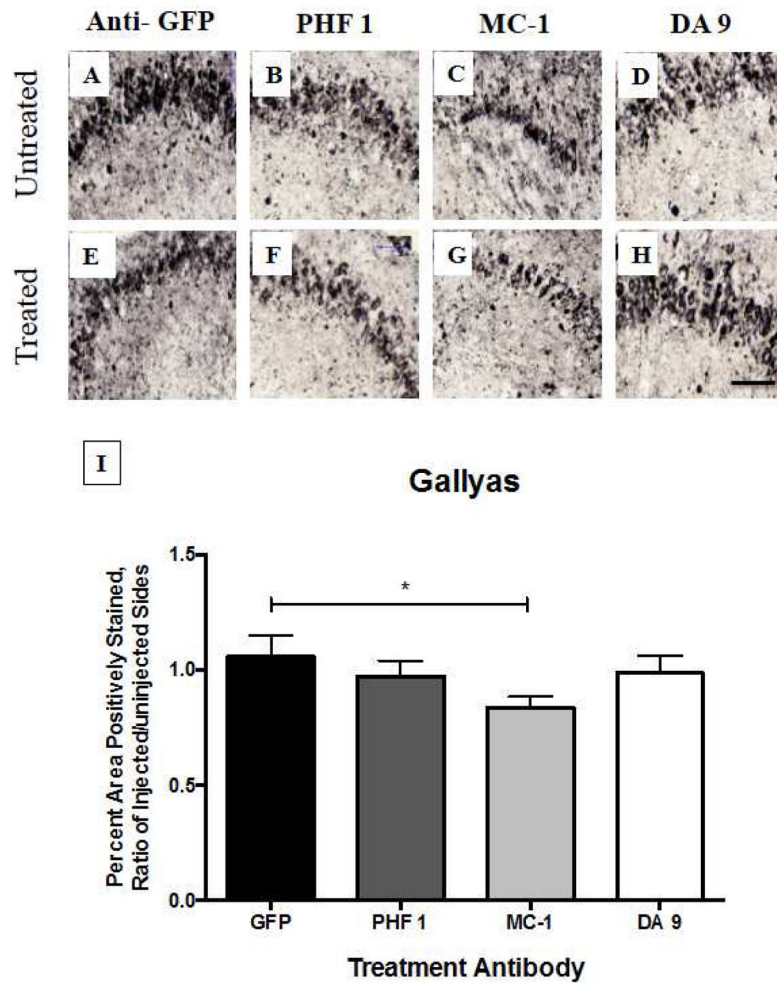 Anti- GFP PHF 1 MC-1 DA 9
Untreated
A B C D
Treated
E F G H
I
Gallyas
Percent Area Positively Stained,
Ratio of Injected/uninjected Sides
1.5
*
1.0
0.5
0.0
GFP PHF 1 MC-1 DA 9
Treatment Antibody